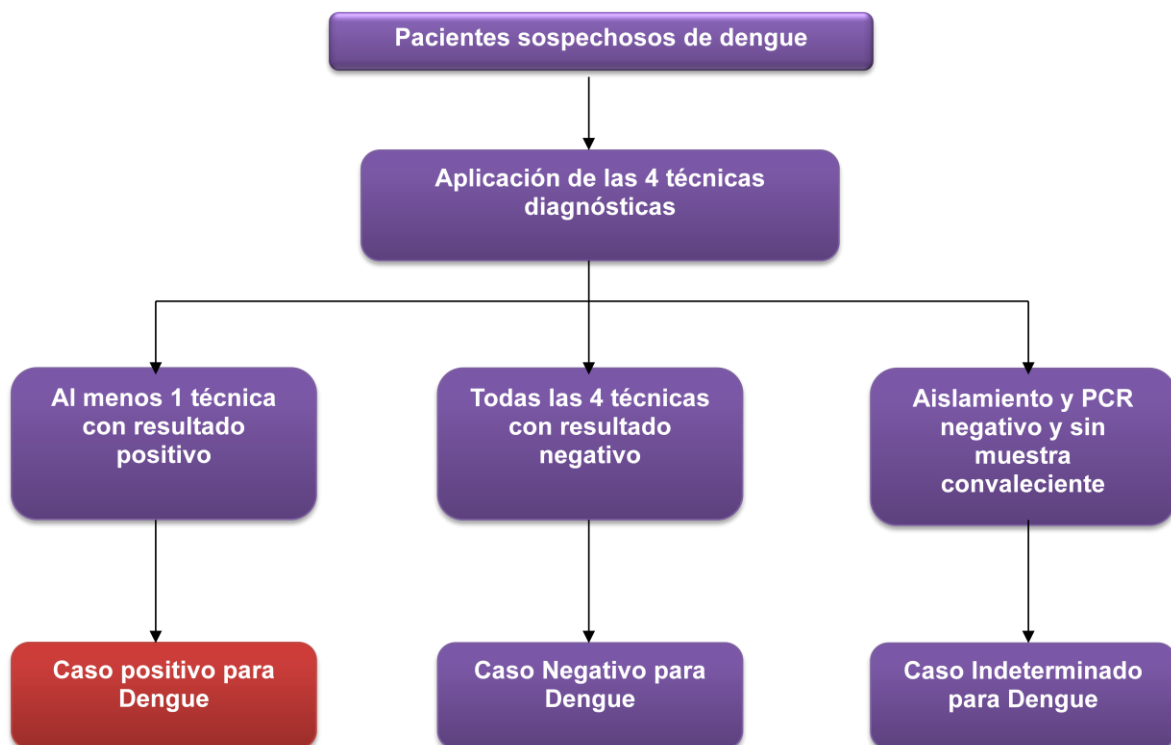 Pacientes sospechosos de dengue
Aplicación de las 4 técnicas
diagnósticas
Al menos 1 técnica
con resultado
positivo
Todas las 4 técnicas
con resultado
negativo
Aislamiento y PCR
negativo y sin
muestra
convaleciente
Caso positivo para
Dengue
Caso Negativo para
Dengue
Caso Indeterminado
para Dengue